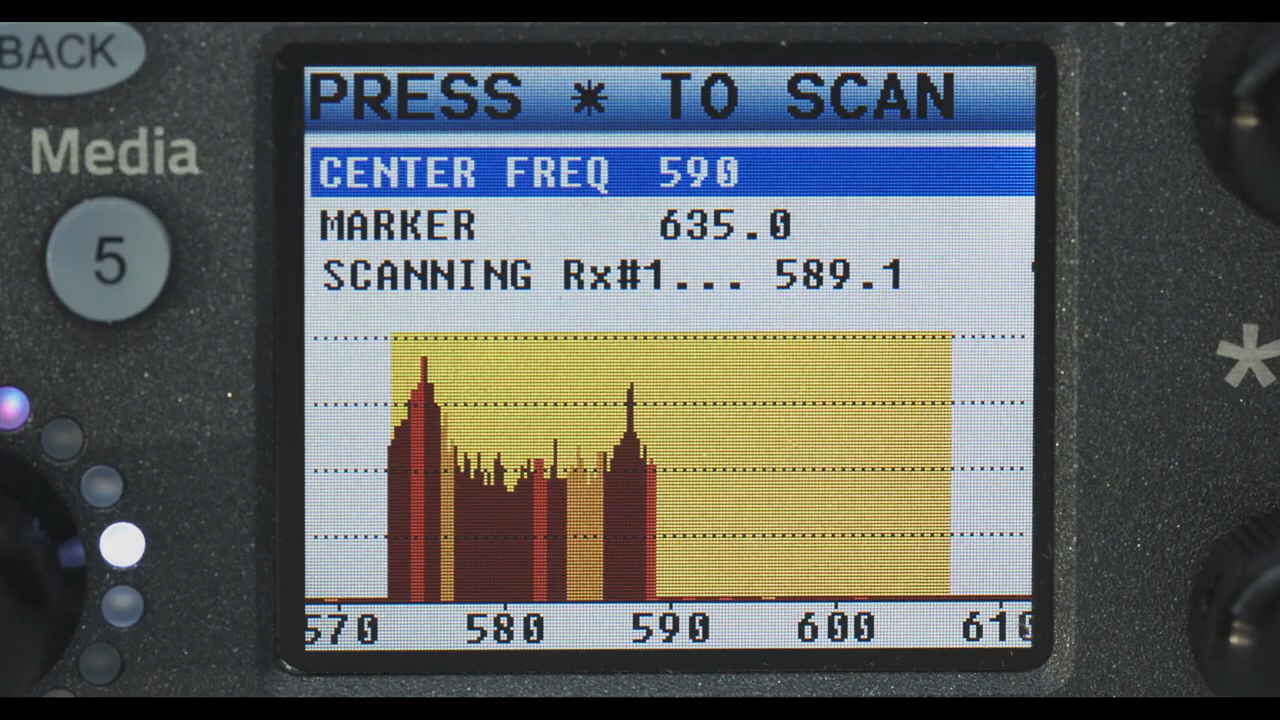 BACK
Media
5
PRESS * TO SCAN
CENTER FREQ 590
MARKER 635.0
SCANNING Rx#1... 589.1
570 580 590 600 610
*